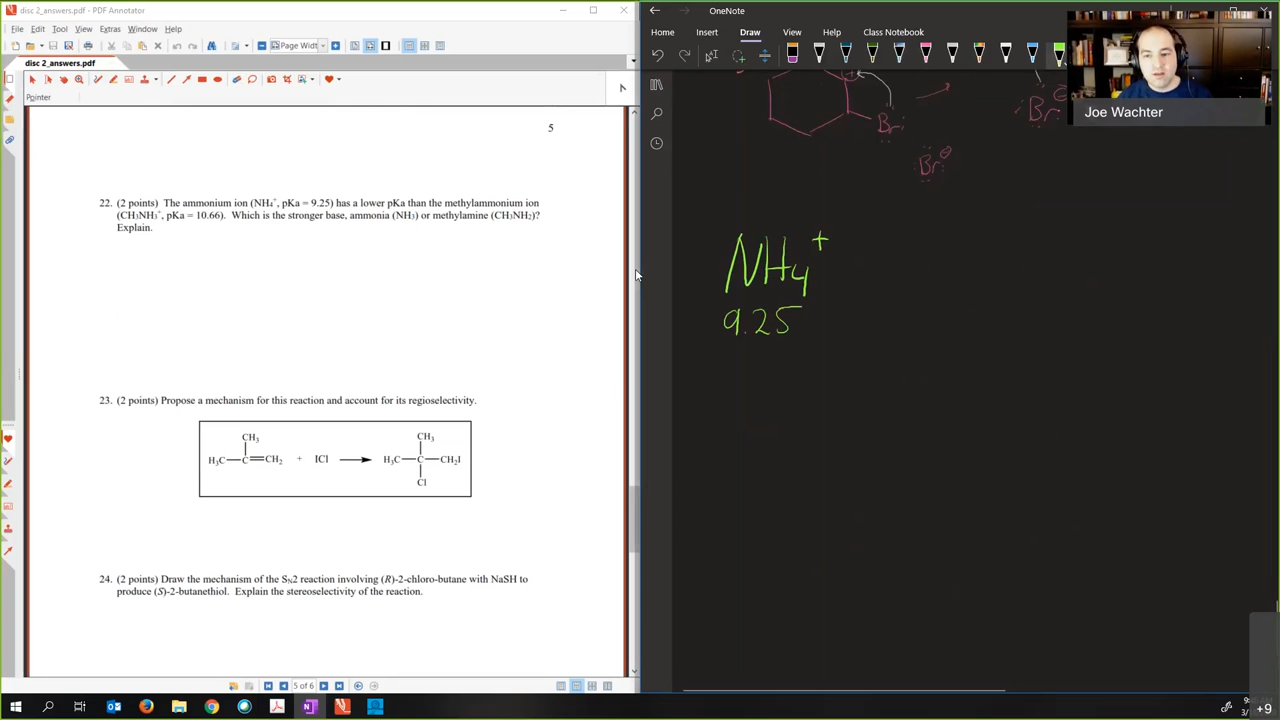 disc 2_answers.pdf - PDF Annotator
File Edit Tool View Extras Window Help
Page Widt
disc 2_answers.pdf
Pointer
5
22. (2 points) The ammonium ion (NH₄⁺, pKa = 9.25) has a lower pKa than the methylammonium ion
(CH₃NH₃⁺, pKa = 10.66). Which is the stronger base, ammonia (NH₃) or methylamine (CH₃NH₂)?
Explain.
23. (2 points) Propose a mechanism for this reaction and account for its regioselectivity.
CH₃
H₃C C CH₂ + ICl
CH₃
H₃C C CH₂I
Cl
24. (2 points) Draw the mechanism of the SN2 reaction involving (R)-2-chloro-butane with NaSH to
produce (S)-2-butanethiol. Explain the stereoselectivity of the reaction.
5 of 6
OneNote
Home Insert Draw View Help Class Notebook
Br
Br
Br
NH₄⁺
9.25
Joe Wachter
+9